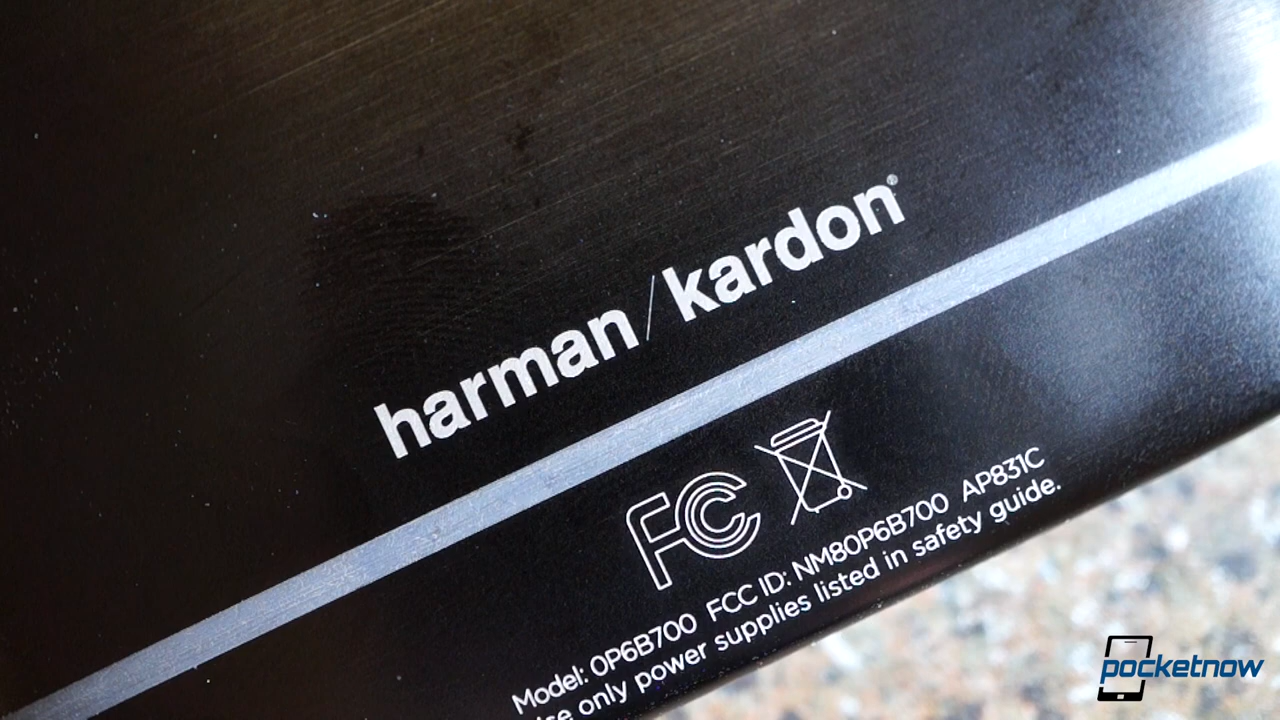 harman/kardon®
FC
Model: 0P6B700 FCC ID: NM80P6B700 AP831C
only power supplies listed in safety guide.
pocketnow